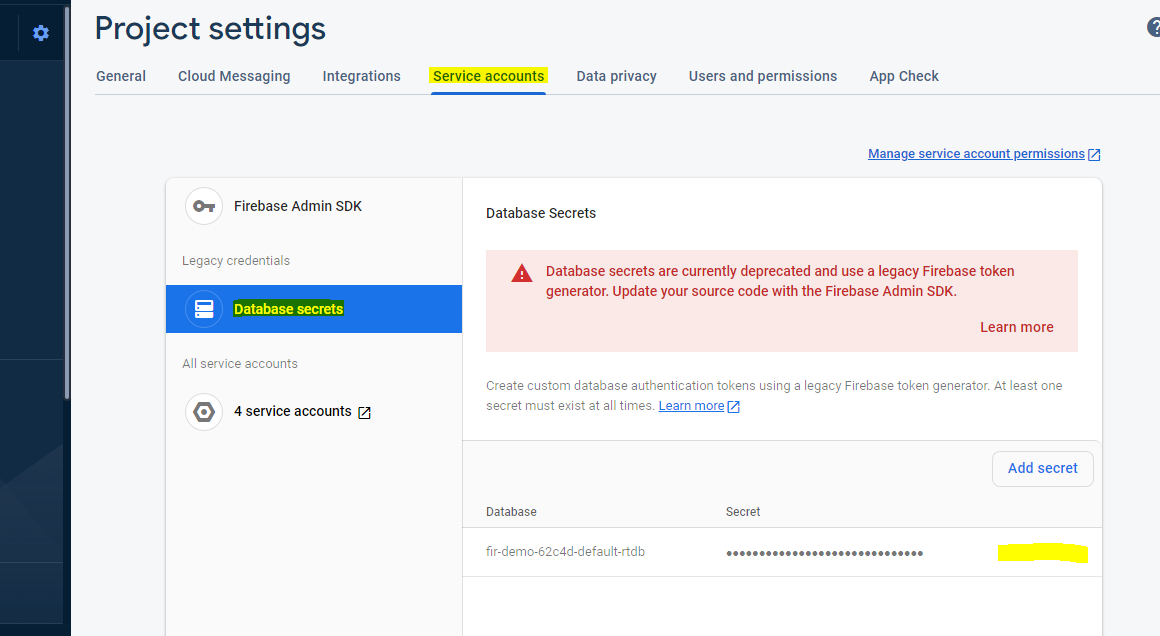 Project settings
?
General Cloud Messaging Integrations Service accounts Data privacy Users and permissions App Check
Manage service account permissions
Firebase Admin SDK
Legacy credentials
Database secrets
All service accounts
4 service accounts
Database Secrets
Database secrets are currently deprecated and use a legacy Firebase token
generator. Update your source code with the Firebase Admin SDK.
Learn more
Create custom database authentication tokens using a legacy Firebase token generator. At least one
secret must exist at all times. Learn more
Add secret
Database Secret
fir-demo-62c4d-default-rtdb ••••••••••••••••••••••••••••••